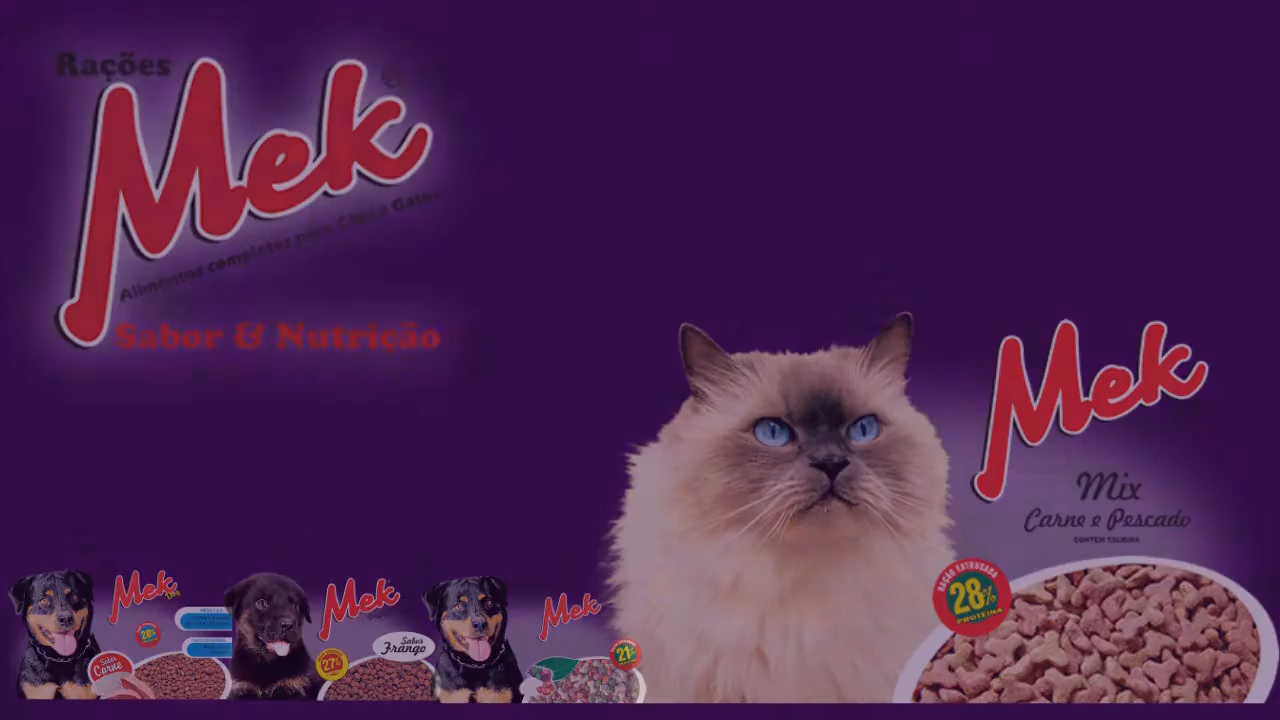 Rações
Mek
Alimentos completos para Cães e Gatos
Sabor & Nutrição
Mek
Mix
Carne e Pescado
CONTÉM TAURINA
RAÇÃO EXTRUSADA
28%
PROTEÍNA
Mek
28%
Sabor
Carne
Mek
27%
Sabor
Frango
Mek
21%